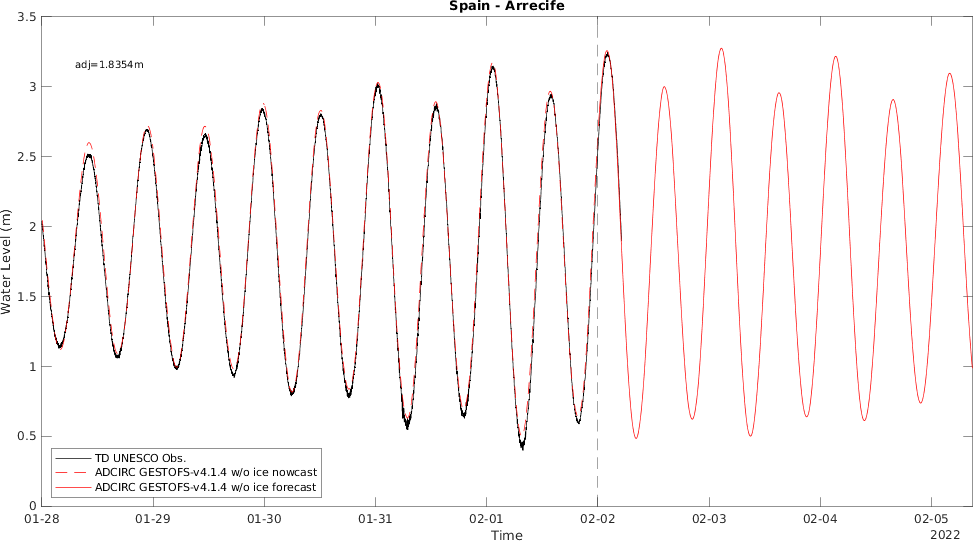 Spain - Arrecife
adj=1.8354m
3.5
3
2.5
2
1.5
1
0.5
0
Water Level (m)
TD UNESCO Obs.
ADCIRC GESTOFS-v4.1.4 w/o ice nowcast
ADCIRC GESTOFS-v4.1.4 w/o ice forecast
01-28 01-29 01-30 01-31 02-01 02-02 02-03 02-04 02-05
Time
2022